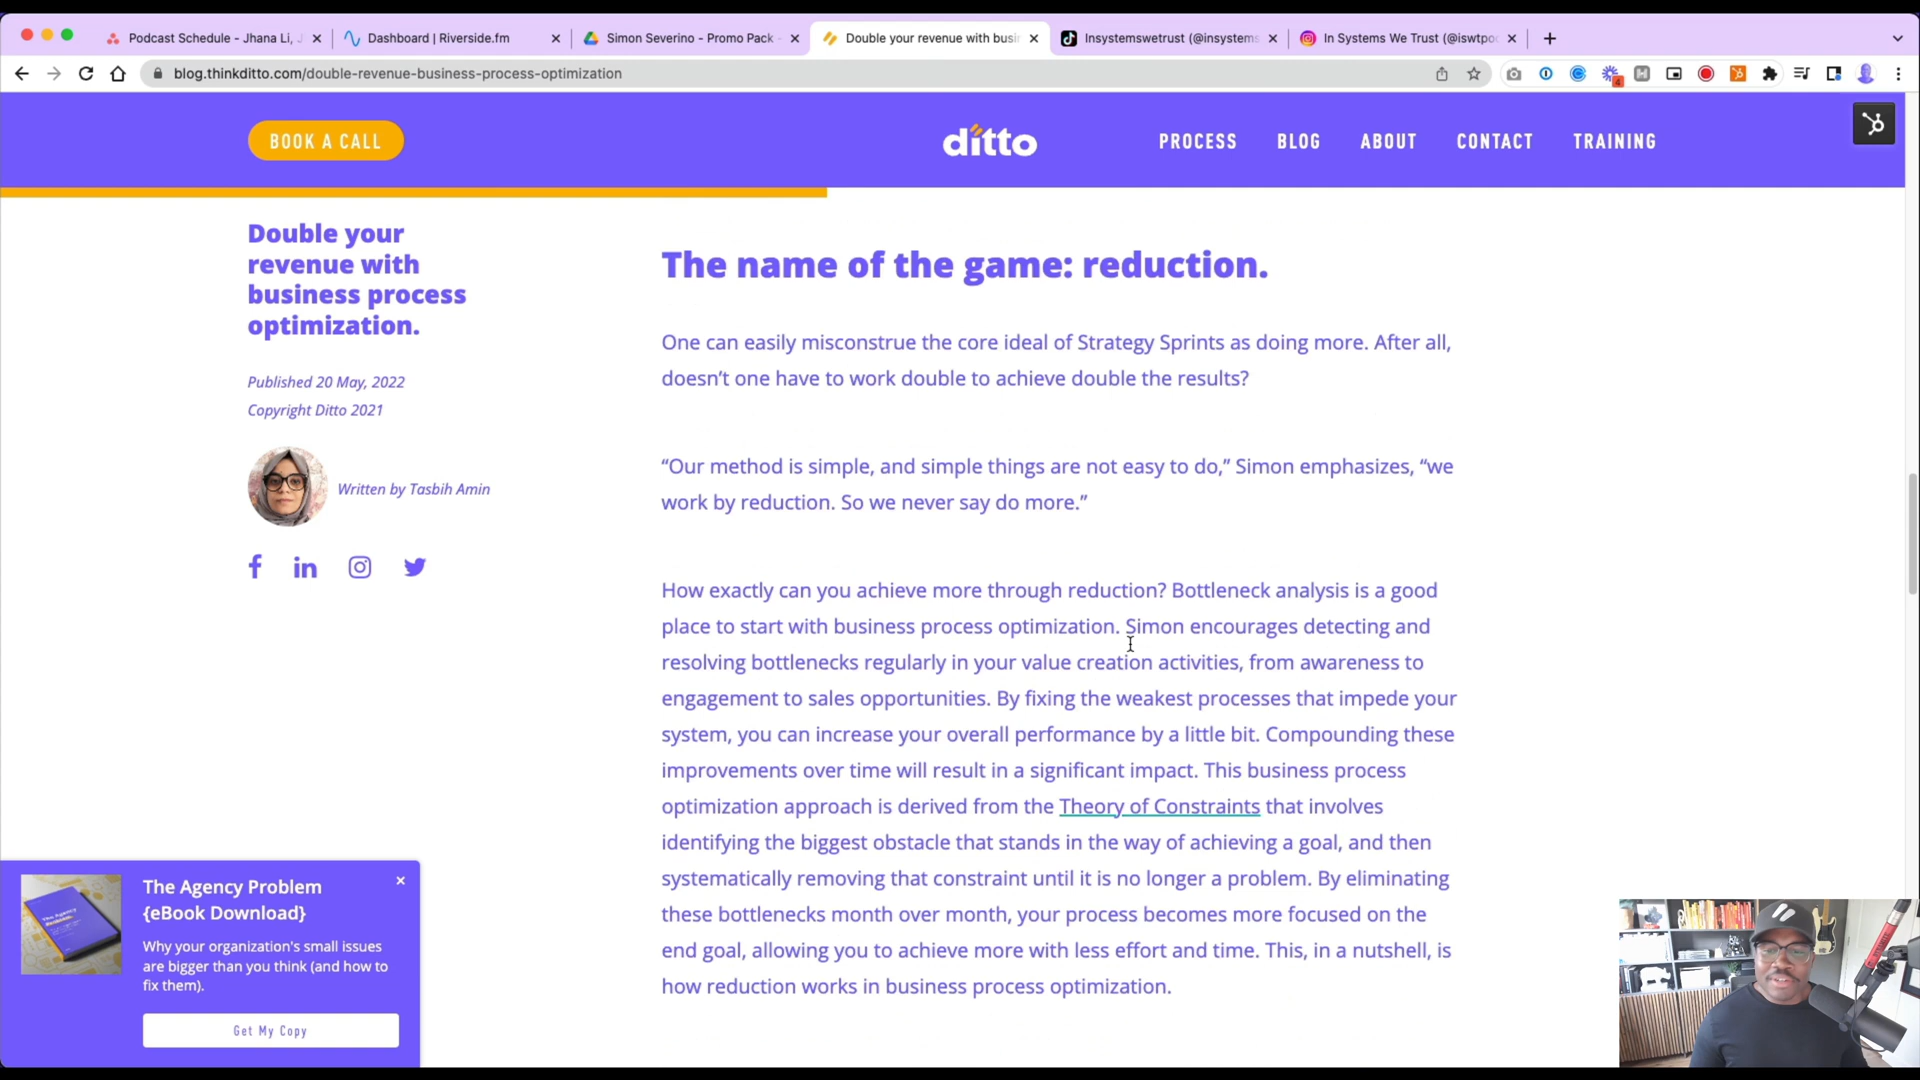 Podcast Schedule - Jhana Li, J
Dashboard | Riverside.fm
Simon Severino - Promo Pack -
Double your revenue with busi
Insystemswetrust (@insystems
In Systems We Trust (@iswtpo
blog.thinkditto.com/double-revenue-business-process-optimization
4
BOOK A CALL
ditto
PROCESS
BLOG
ABOUT
CONTACT
TRAINING
Double your
revenue with
business process
optimization.
Published 20 May, 2022
Copyright Ditto 2021
Written by Tasbih Amin
The name of the game: reduction.
One can easily misconstrue the core ideal of Strategy Sprints as doing more. After all,
doesn’t one have to work double to achieve double the results?
“Our method is simple, and simple things are not easy to do,” Simon emphasizes, “we
work by reduction. So we never say do more.”
How exactly can you achieve more through reduction? Bottleneck analysis is a good
place to start with business process optimization. Simon encourages detecting and
resolving bottlenecks regularly in your value creation activities, from awareness to
engagement to sales opportunities. By fixing the weakest processes that impede your
system, you can increase your overall performance by a little bit. Compounding these
improvements over time will result in a significant impact. This business process
optimization approach is derived from the Theory of Constraints that involves
identifying the biggest obstacle that stands in the way of achieving a goal, and then
systematically removing that constraint until it is no longer a problem. By eliminating
these bottlenecks month over month, your process becomes more focused on the
end goal, allowing you to achieve more with less effort and time. This, in a nutshell, is
how reduction works in business process optimization.
The Agency Problem
{eBook Download}
Why your organization's small issues
are bigger than you think (and how to
fix them).
Get My Copy